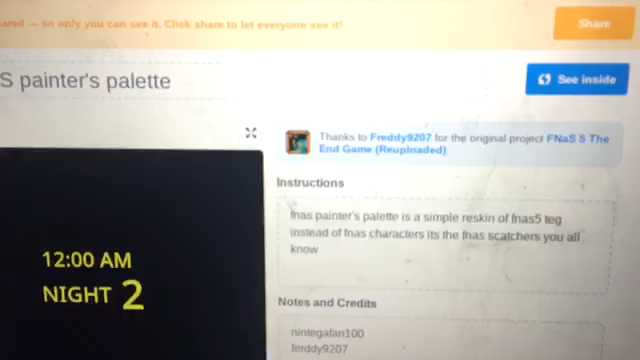 ared — so only you can see it. Click share to let everyone see it!
Share
S painter's palette
See inside
Thanks to Freddy9207 for the original project FNaS 5 The
End Game (Reuploaded)
Instructions
fnas painter's palette is a simple reskin of fnas5 teg
instead of fnas characters its the fnas scatchers you all
know
12:00 AM
NIGHT 2
Notes and Credits
nintegafan100
ferddy9207